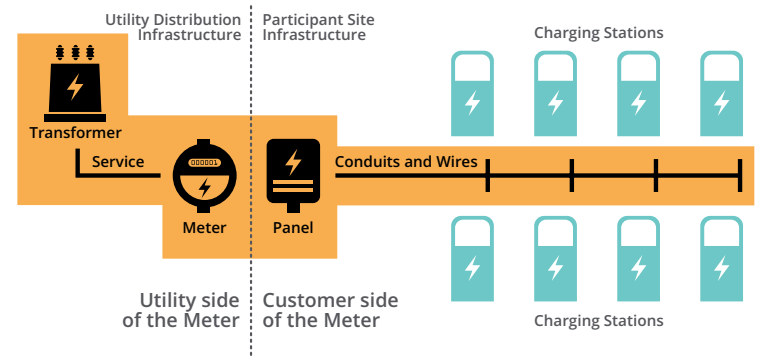 Utility Distribution
Infrastructure
Participant Site
Infrastructure
Charging Stations
Transformer
Service
000001
Conduits and Wires
Meter
Panel
Utility side
of the Meter
Customer side
of the Meter
Charging Stations